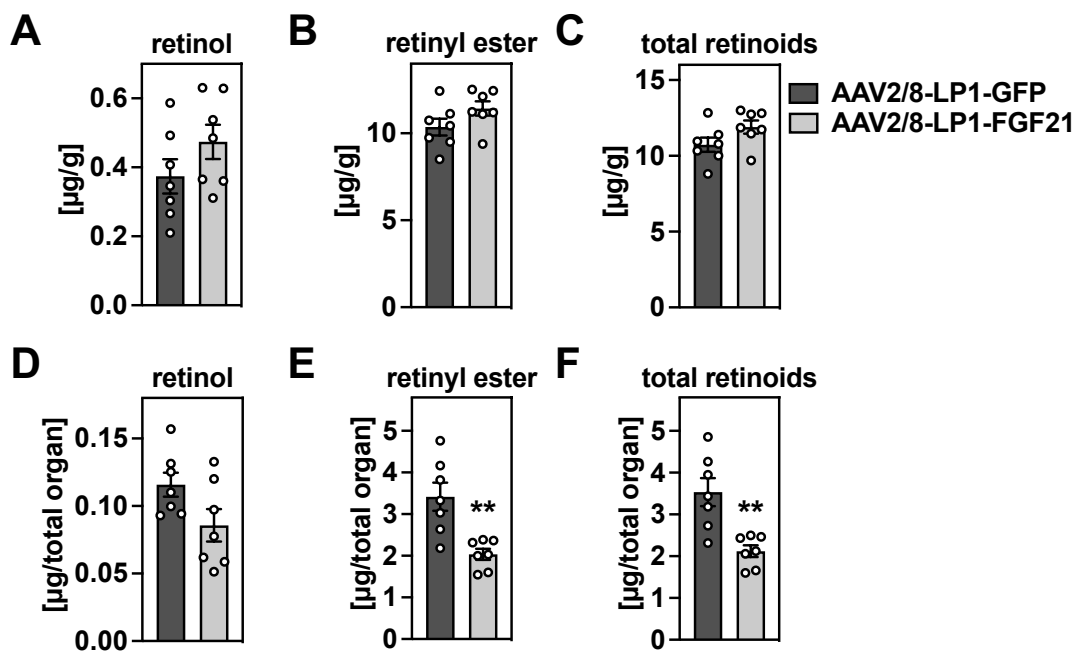 A
retinol
[µg/g]
0.6
0.4
0.2
0.0
B
retinyl ester
[µg/g]
10
5
0
C
total retinoids
[µg/g]
15
10
5
0
AAV2/8-LP1-GFP
AAV2/8-LP1-FGF21
D
retinol
[µg/total organ]
0.15
0.10
0.05
0.00
E
retinyl ester
[µg/total organ]
5
4
3
2
1
0
**
F
total retinoids
[µg/total organ]
5
4
3
2
1
0
**